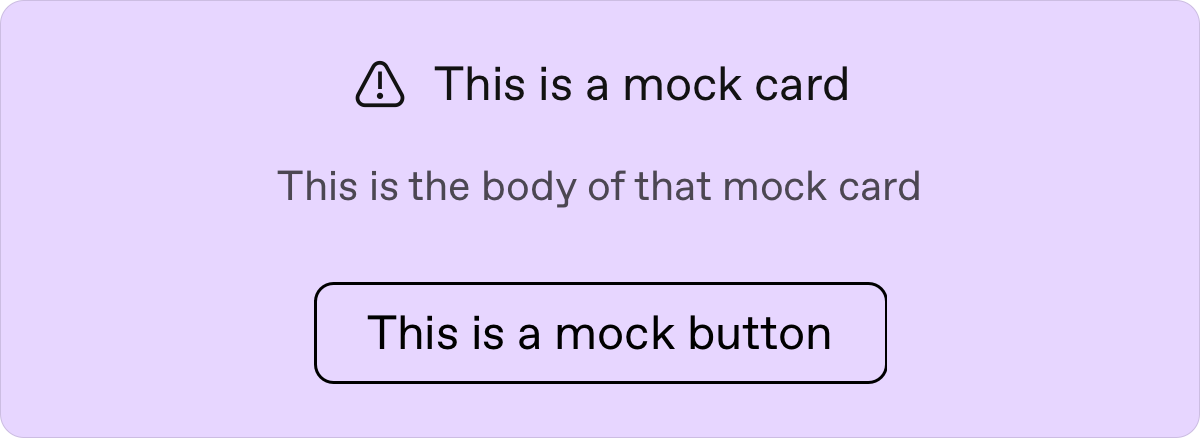 This is a mock card
This is the body of that mock card
This is a mock button